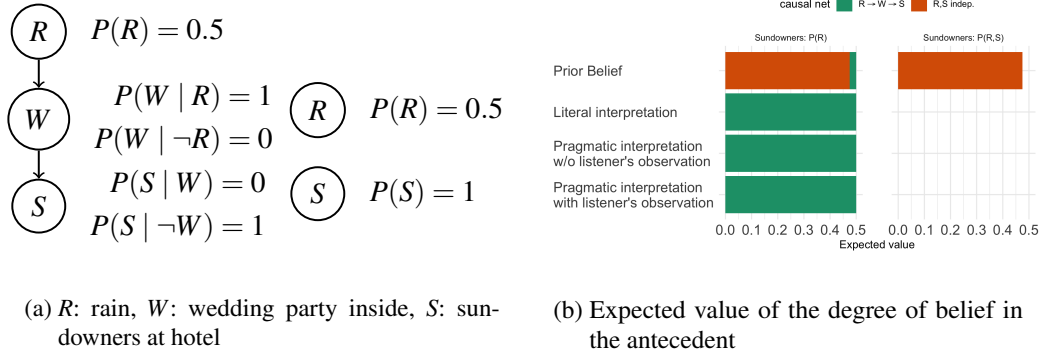 causal net R → W → S R,S indep.
R P(R) = 0.5
W P(W | R) = 1
P(W | ¬R) = 0
S P(S | W) = 0
P(S | ¬W) = 1
R P(R) = 0.5
S P(S) = 1
Sundowners: P(R) Sundowners: P(R,S)
Prior Belief
Literal interpretation
Pragmatic interpretation
w/o listener's observation
Pragmatic interpretation
with listener's observation
0.0 0.1 0.2 0.3 0.4 0.5 0.0 0.1 0.2 0.3 0.4 0.5
Expected value
(a) R: rain, W: wedding party inside, S: sun-
downers at hotel
(b) Expected value of the degree of belief in
the antecedent